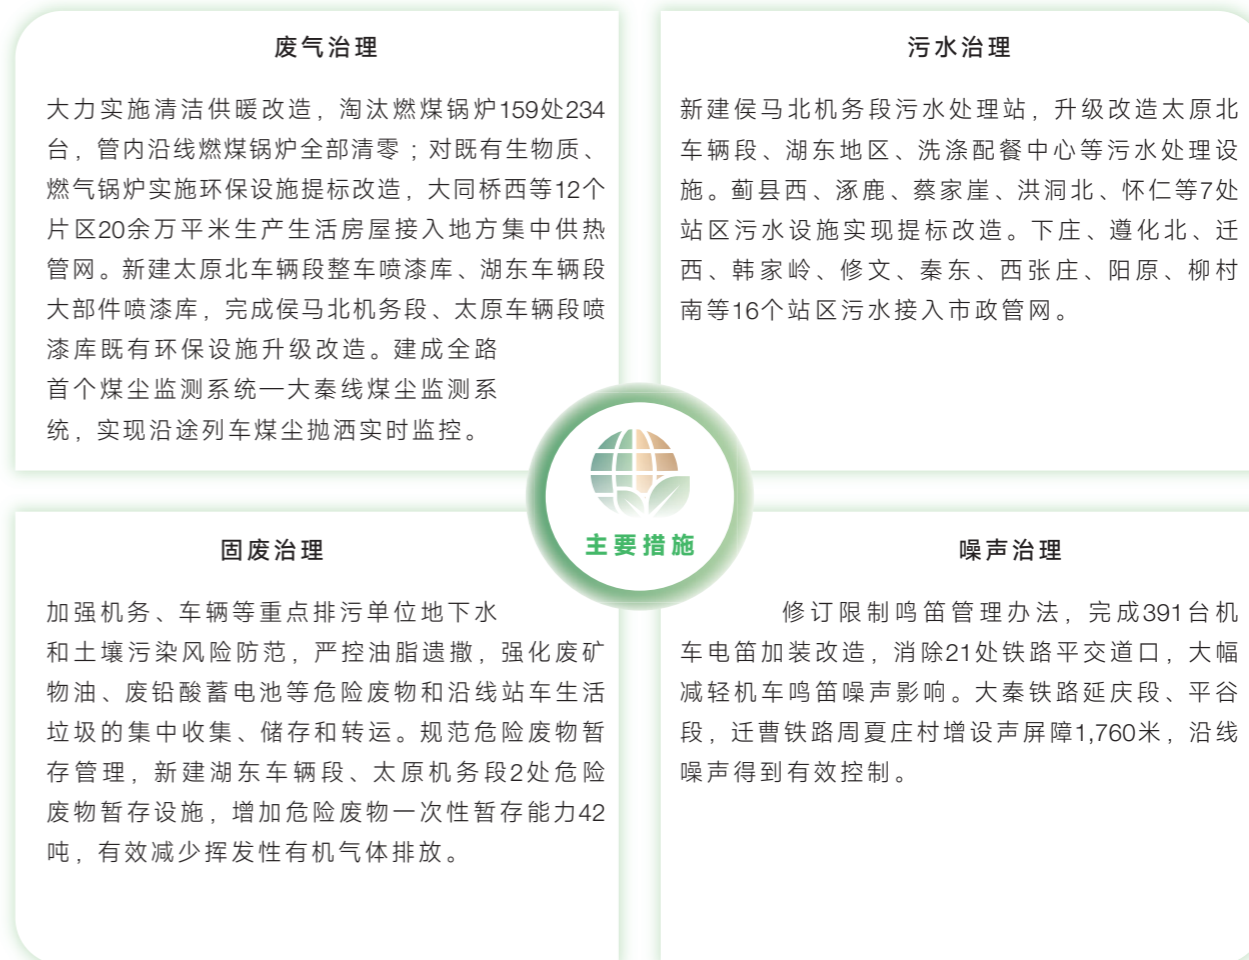 废气治理
大力实施清洁供暖改造，淘汰燃煤锅炉159处234
台，管内沿线燃煤锅炉全部清零；对既有生物质、
燃气锅炉实施环保设施提标改造，大同桥西等12个
片区20余万平米生产生活房屋接入地方集中供热
管网。新建太原北车辆段整车喷漆库、湖东车辆段
大部件喷漆库，完成侯马北机务段、太原车辆段喷
漆库既有环保设施升级改造。建成全路
首个煤尘监测系统—大秦线煤尘监测系
统，实现沿途列车煤尘抛洒实时监控。
污水治理
新建侯马北机务段污水处理站，升级改造太原北
车辆段、湖东地区、洗涤配餐中心等污水处理设
施。蓟县西、涿鹿、蔡家崖、洪洞北、怀仁等7处
站区污水设施实现提标改造。下庄、遵化北、迁
西、韩家岭、修文、秦东、西张庄、阳原、柳村
南等16个站区污水接入市政管网。
主要措施
固废治理
加强机务、车辆等重点排污单位地下水
和土壤污染风险防范，严控油脂遗撒，强化废矿
物油、废铅酸蓄电池等危险废物和沿线站车生活
垃圾的集中收集、储存和转运。规范危险废物暂
存管理，新建湖东车辆段、太原机务段2处危险
废物暂存设施，增加危险废物一次性暂存能力42
吨，有效减少挥发性有机气体排放。
噪声治理
修订限制鸣笛管理办法，完成391台机
车电笛加装改造，消除21处铁路平交道口，大幅
减轻机车鸣笛噪声影响。大秦铁路延庆段、平谷
段，迁曹铁路周夏庄村增设声屏障1,760米，沿线
噪声得到有效控制。